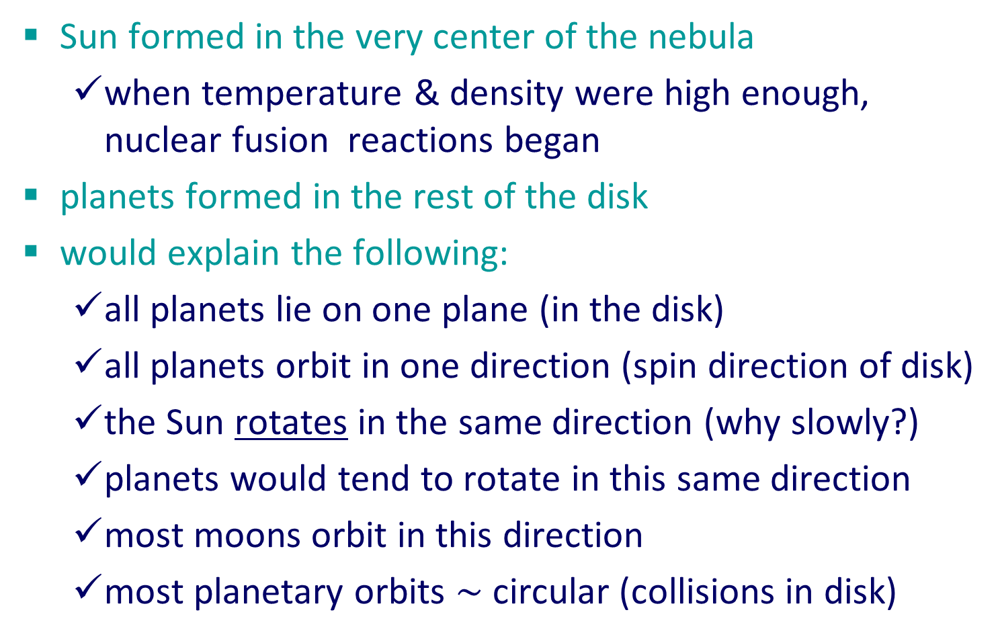 ▪ Sun formed in the very center of the nebula
✓ when temperature & density were high enough,
nuclear fusion  reactions began
▪ planets formed in the rest of the disk
▪ would explain the following:
✓ all planets lie on one plane (in the disk)
✓ all planets orbit in one direction (spin direction of disk)
✓ the Sun rotates in the same direction (why slowly?)
✓ planets would tend to rotate in this same direction
✓ most moons orbit in this direction
✓ most planetary orbits ~ circular (collisions in disk)